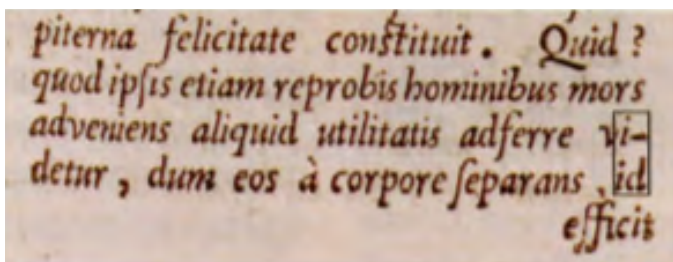 piterna felicitate conſtituit. Quid?
quod ipſis etiam reprobis hominibus mors
adveniens aliquid utilitatis adferre vi-
detur, dum eos à corpore ſeparans, id
efficit